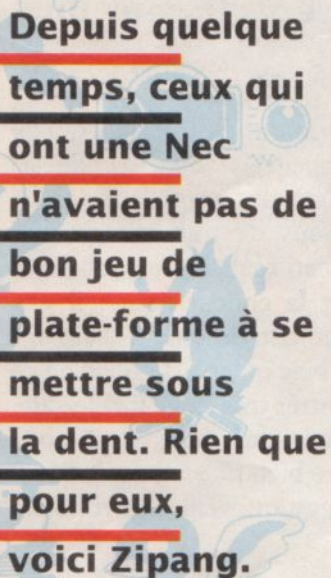 Depuis quelque
temps, ceux qui
ont une Nec
n'avaient pas de
bon jeu de
plate-forme à se
mettre sous
la dent. Rien que
pour eux,
voici Zipang.